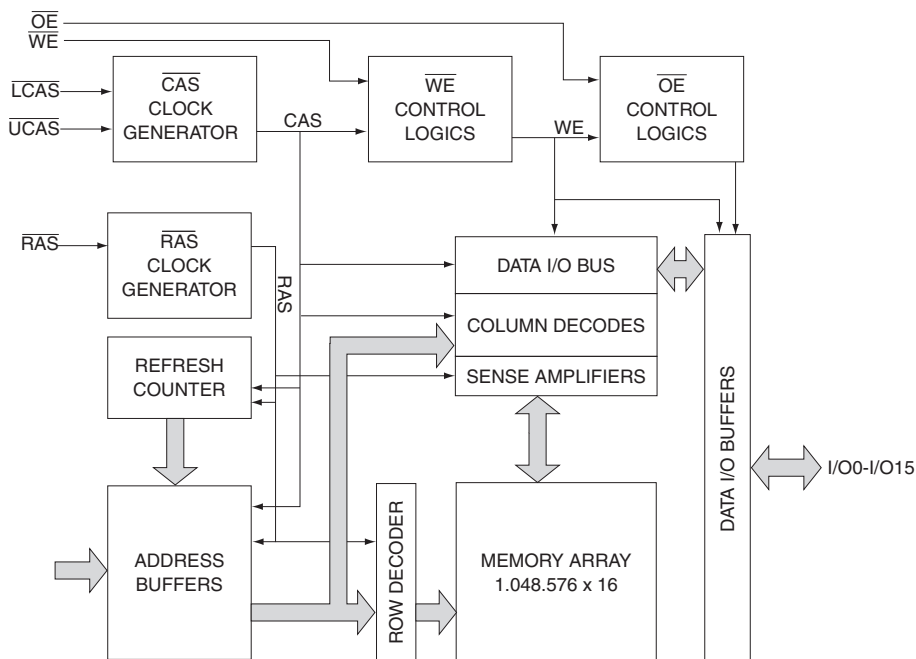 OE
WE
LCAS
UCAS
CAS
CLOCK
GENERATOR
CAS
WE
CONTROL
LOGICS
WE
OE
CONTROL
LOGICS
RAS
RAS
CLOCK
GENERATOR
RAS
DATA I/O BUS
COLUMN DECODES
SENSE AMPLIFIERS
REFRESH
COUNTER
DATA I/O BUFFERS
I/O0-I/O15
ADDRESS
BUFFERS
ROW DECODER
MEMORY ARRAY
1.048.576 x 16